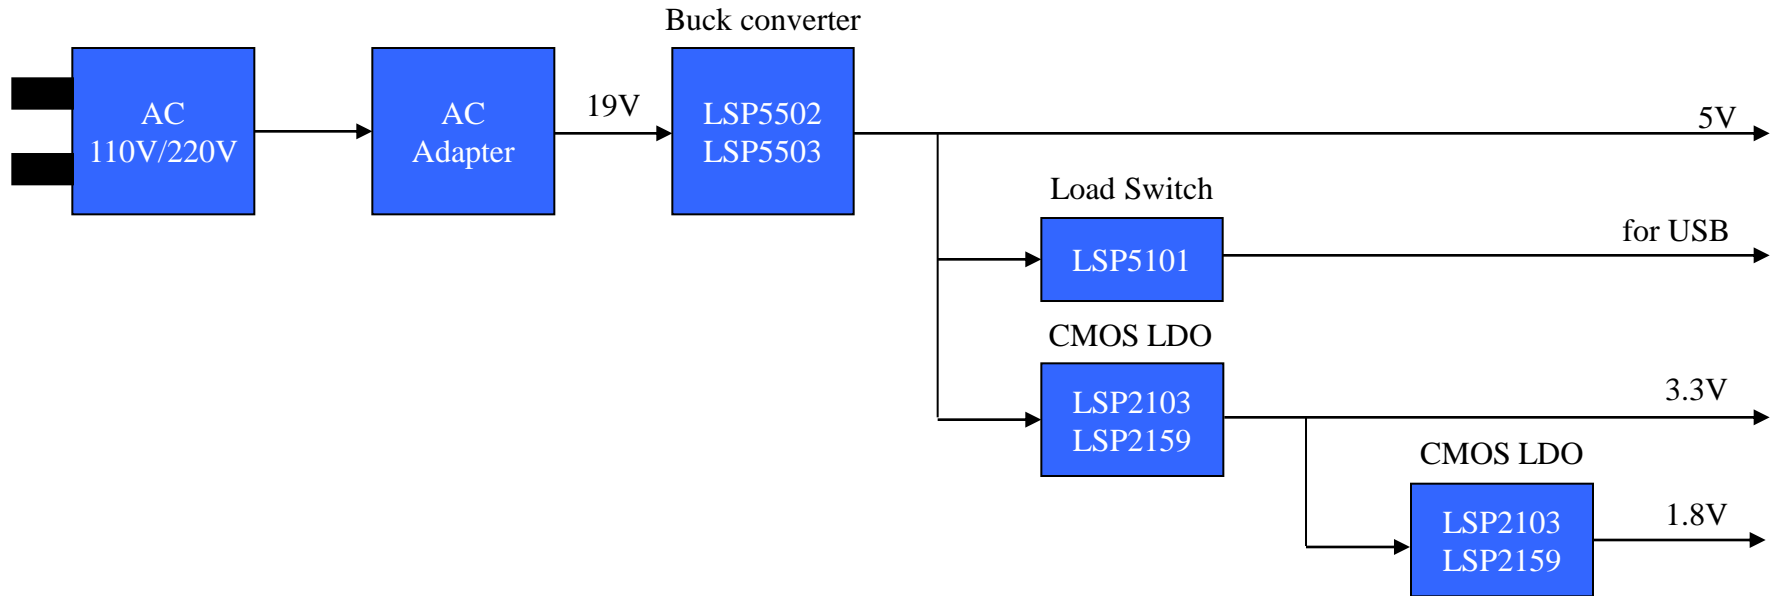 Buck converter
AC
110V/220V
AC
Adapter
19V
LSP5502
LSP5503
5V
Load Switch
LSP5101
for USB
CMOS LDO
LSP2103
LSP2159
3.3V
CMOS LDO
LSP2103
LSP2159
1.8V